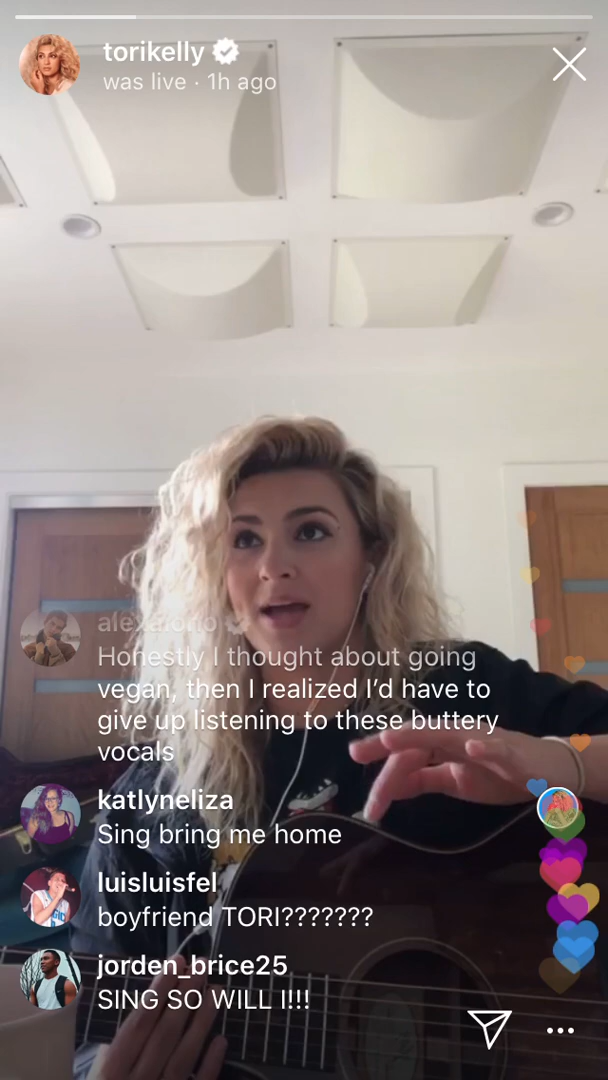 torikelly
was live · 1h ago
Honestly I thought about going
vegan, then I realized I’d have to
give up listening to these buttery
vocals
katlyneliza
Sing bring me home
luisluisfel
boyfriend TORI???????
jorden_brice25
SING SO WILL I!!!